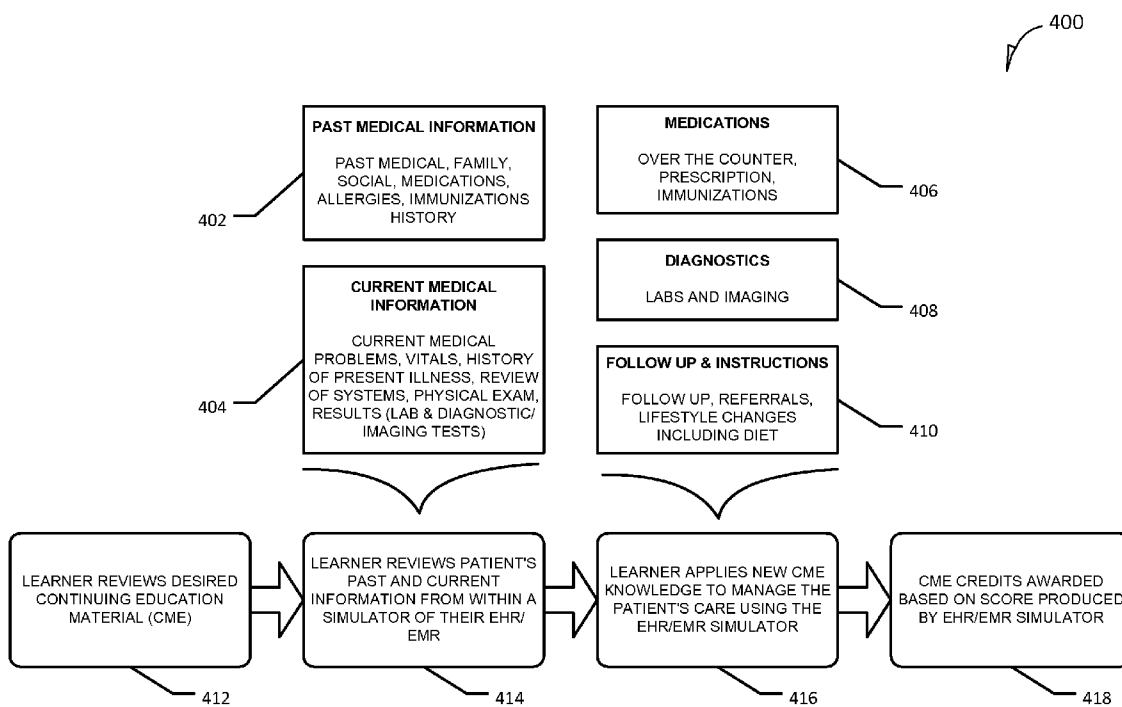 400
PAST MEDICAL INFORMATION
PAST MEDICAL, FAMILY,
SOCIAL, MEDICATIONS,
ALLERGIES, IMMUNIZATIONS
HISTORY
402
CURRENT MEDICAL
INFORMATION
CURRENT MEDICAL
PROBLEMS, VITALS, HISTORY
OF PRESENT ILLNESS, REVIEW
OF SYSTEMS, PHYSICAL EXAM,
RESULTS (LAB & DIAGNOSTIC/
IMAGING TESTS)
404
MEDICATIONS
OVER THE COUNTER,
PRESCRIPTION,
IMMUNIZATIONS
406
DIAGNOSTICS
LABS AND IMAGING
408
FOLLOW UP & INSTRUCTIONS
FOLLOW UP, REFERRALS,
LIFESTYLE CHANGES
INCLUDING DIET
410
LEARNER REVIEWS DESIRED
CONTINUING EDUCATION
MATERIAL (CME)
412
LEARNER REVIEWS PATIENT'S
PAST AND CURRENT
INFORMATION FROM WITHIN A
SIMULATOR OF THEIR EHR/
EMR
414
LEARNER APPLIES NEW CME
KNOWLEDGE TO MANAGE THE
PATIENT'S CARE USING THE
EHR/EMR SIMULATOR
416
CME CREDITS AWARDED
BASED ON SCORE PRODUCED
BY EHR/EMR SIMULATOR
418